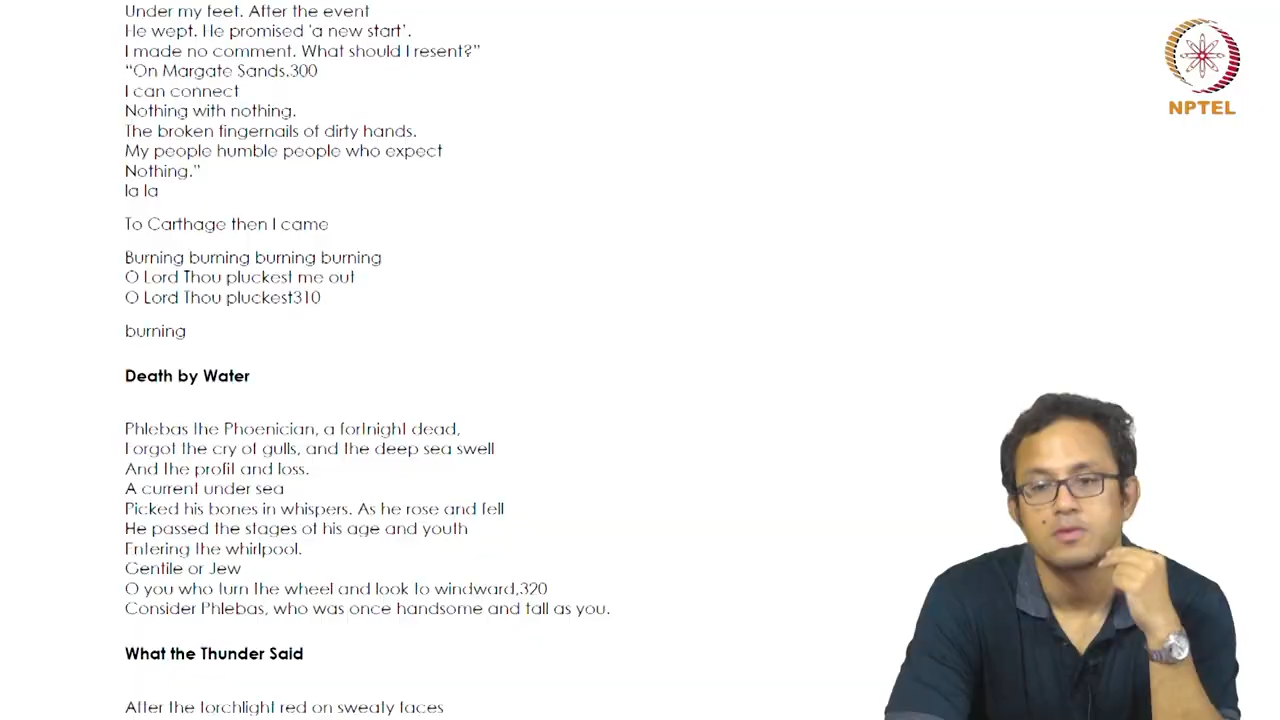 Under my feet. After the event
He wept. He promised 'a new start'.
I made no comment. What should I resent?”
“On Margate Sands.300
I can connect
Nothing with nothing.
The broken fingernails of dirty hands.
My people humble people who expect
Nothing.”
la la
To Carthage then I came
Burning burning burning burning
O Lord Thou pluckest me out
O Lord Thou pluckest310
burning
Death by Water
Phlebas the Phoenician, a fortnight dead,
Forgot the cry of gulls, and the deep sea swell
And the profit and loss.
A current under sea
Picked his bones in whispers. As he rose and fell
He passed the stages of his age and youth
Entering the whirlpool.
Gentile or Jew
O you who turn the wheel and look to windward,320
Consider Phlebas, who was once handsome and tall as you.
What the Thunder Said
After the torchlight red on sweaty faces
NPTEL